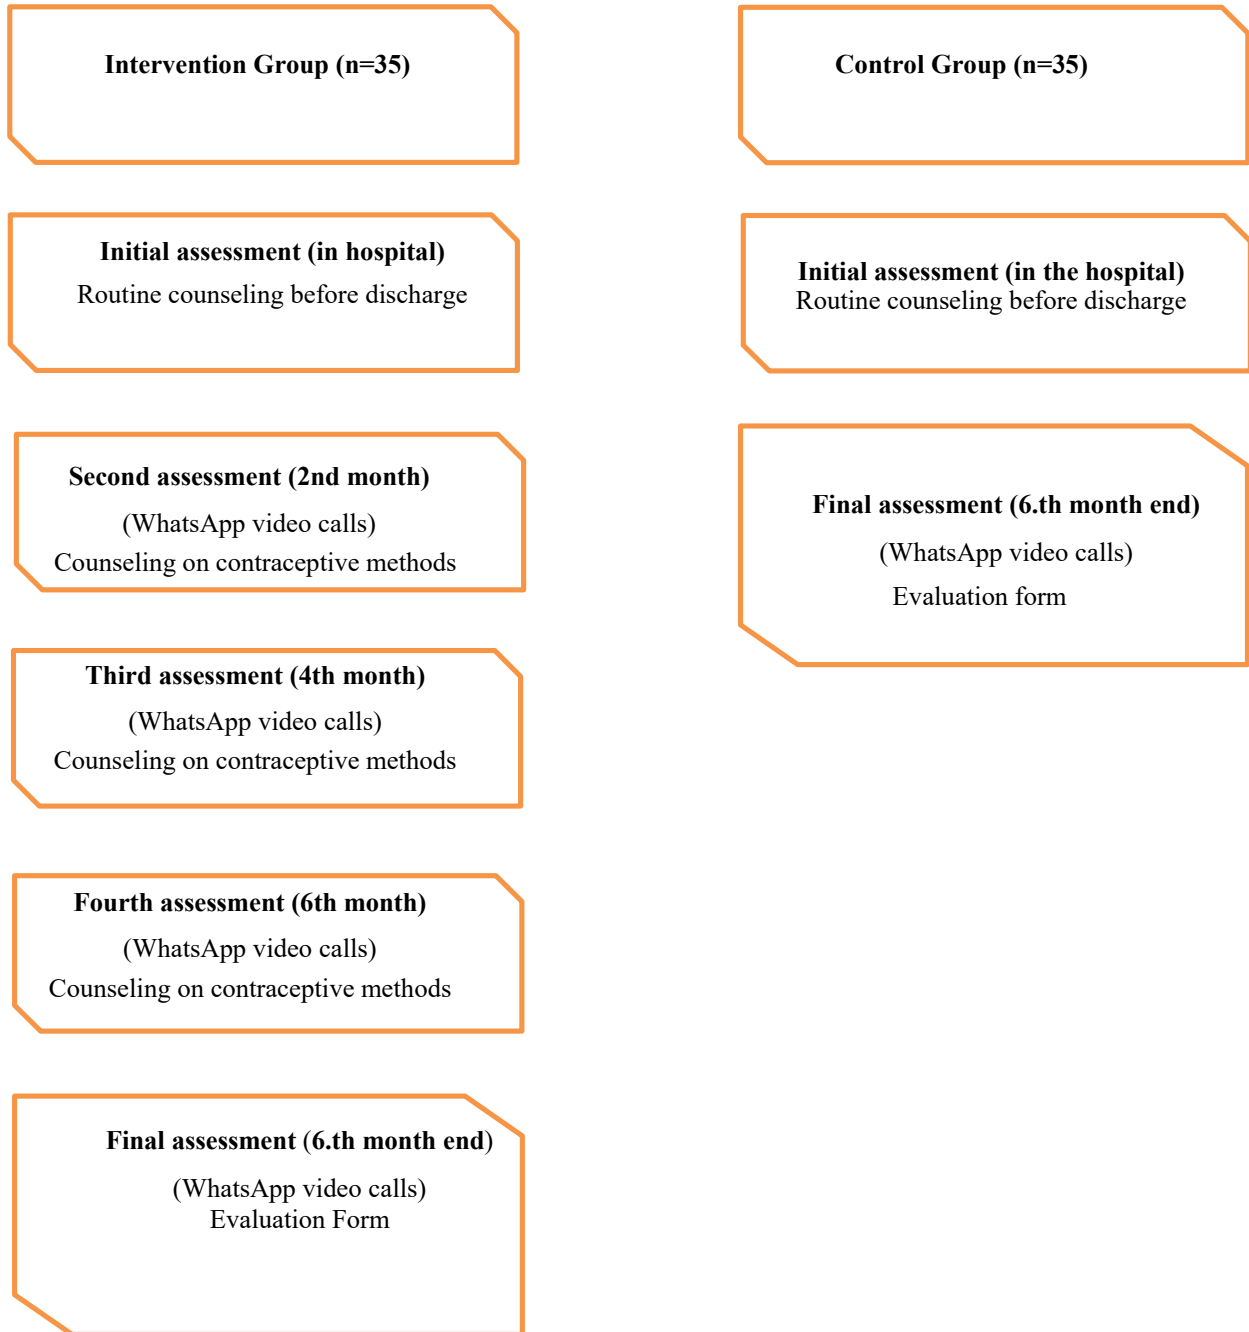 Intervention Group (n=35)
Control Group (n=35)
Initial assessment (in hospital)
Routine counseling before discharge
Initial assessment (in the hospital)
Routine counseling before discharge
Second assessment (2nd month)
(WhatsApp video calls)
Counseling on contraceptive methods
Final assessment (6.th month end)
(WhatsApp video calls)
Evaluation form
Third assessment (4th month)
(WhatsApp video calls)
Counseling on contraceptive methods
Fourth assessment (6th month)
(WhatsApp video calls)
Counseling on contraceptive methods
Final assessment (6.th month end)
(WhatsApp video calls)
Evaluation Form